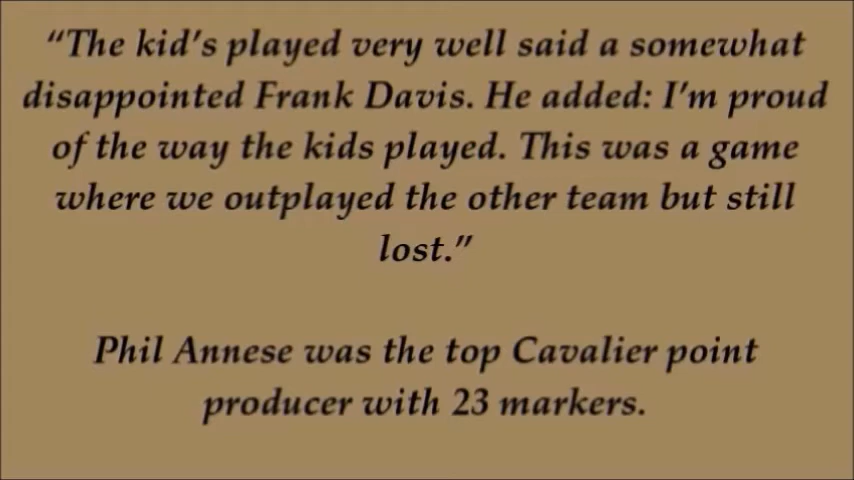 “The kid’s played very well said a somewhat
disappointed Frank Davis. He added: I’m proud
of the way the kids played. This was a game
where we outplayed the other team but still
lost.”
Phil Annese was the top Cavalier point
producer with 23 markers.